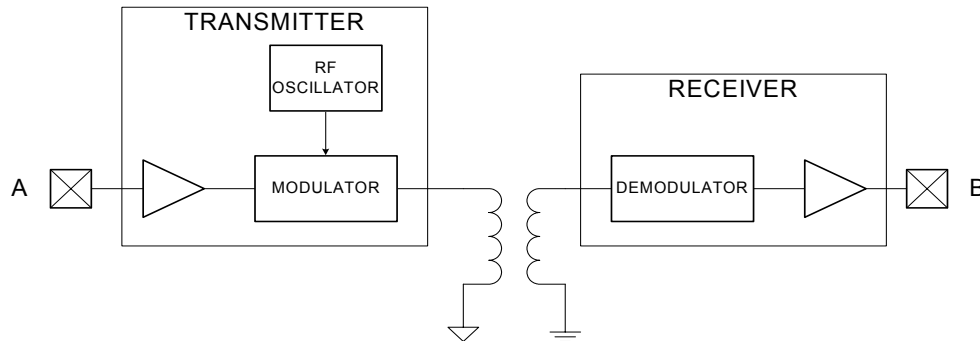 TRANSMITTER
RF
OSCILLATOR
RECEIVER
A
MODULATOR
DEMODULATOR
B